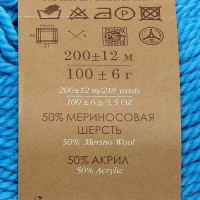 200±12 м
100±6 г
200±12 m/218 yards
100±6 g/3,5 OZ
50% МЕРИНОСОВАЯ
ШЕРСТЬ
50% Merino Wool
50% АКРИЛ
50% Acrylic